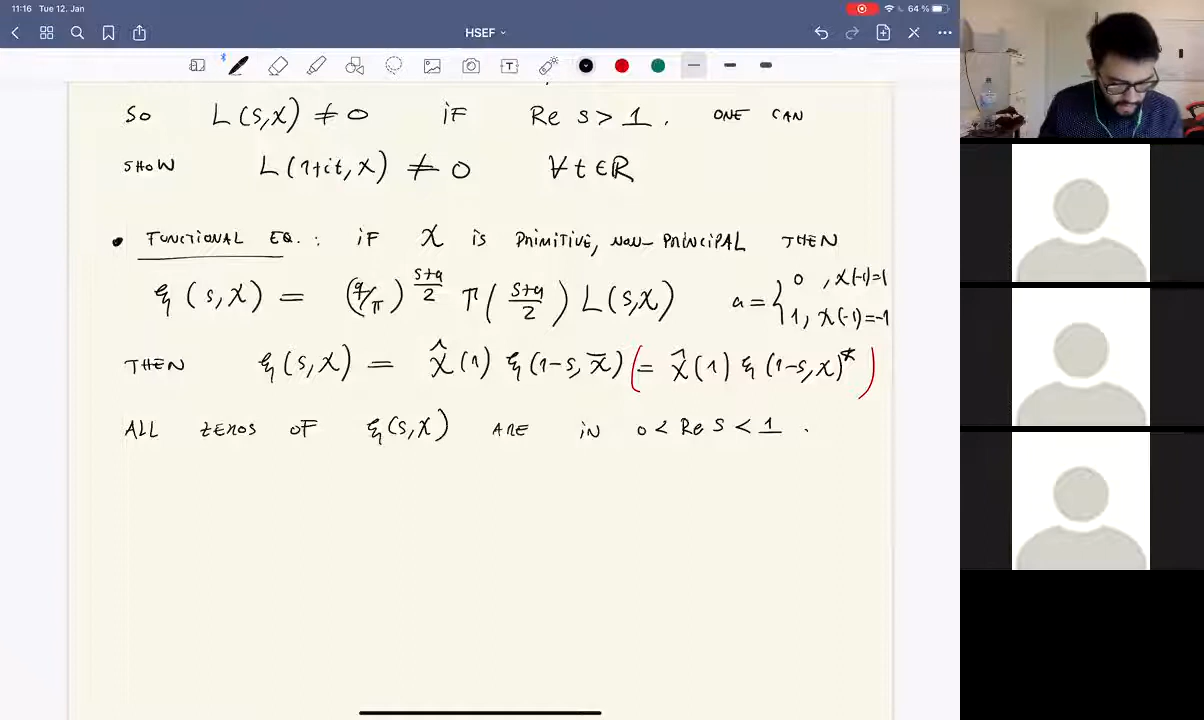 11:16 Tue 12. Jan
64 %
HSEF
SO L(s,χ) ≠ 0 IF Re s > 1 . ONE CAN
SHOW L(1+it, χ) ≠ 0 ∀ t ∈ ℝ
• FUNCTIONAL EQ. : IF χ IS PRIMITIVE, NON-PRINCIPAL THEN
ξ(s,χ) = (q/π)^{(s+a)/2} Γ((s+a)/2) L(s,χ) a = { 0 , χ(-1)=1
1, χ(-1)=-1
THEN ξ(s,χ) = χ̂(1) ξ(1-s, χ̄) (= χ̂(1) ξ(1-s,χ)* )
ALL ZEROS OF ξ(s,χ) ARE IN 0 < Re s < 1 .